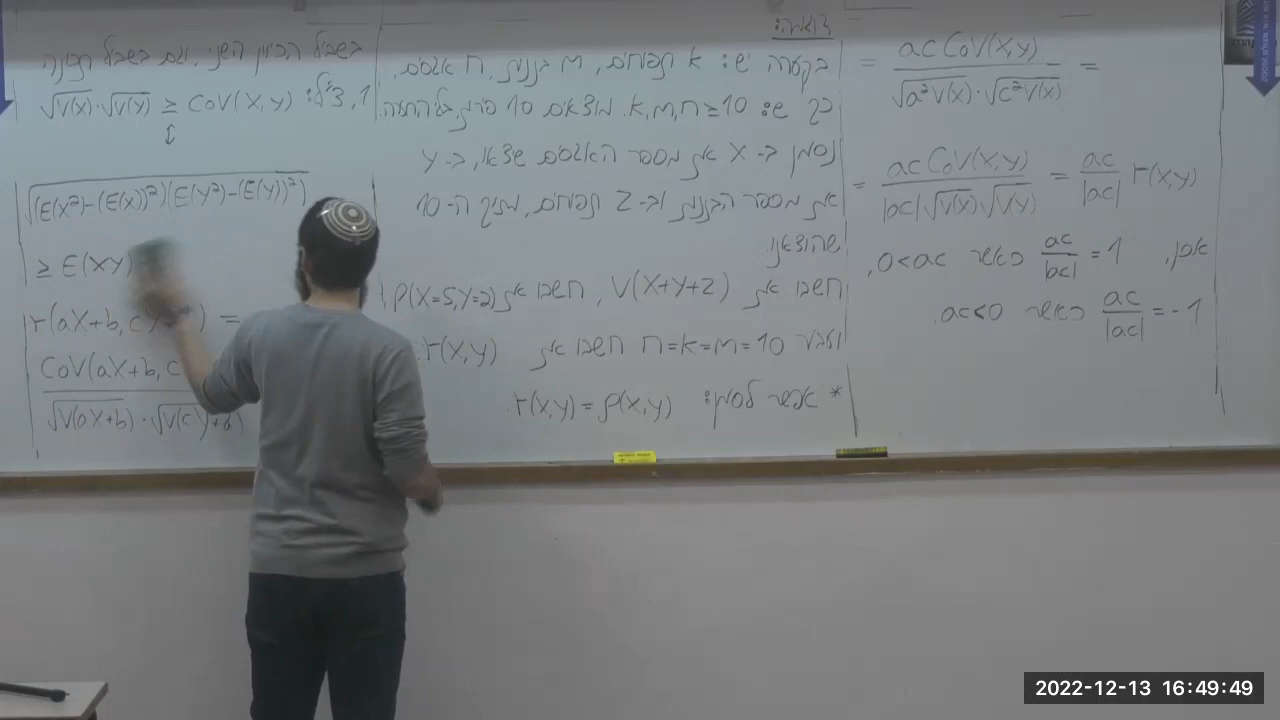 בשביל הכיוון השני, וגם בשביל תכונה
1, צ"ל: √V(X)·√V(Y) ≥ COV(X,Y)
↕
√(E(X²)-(E(X))²)(E(Y²)-(E(Y))²)
≥ E(XY)
r(aX+b, c ) =
COV(aX+b, c
√V(aX+b) · √V(cY+b)
דוגמה:
בקערה יש: k תפוחים, m בננות, n אגסים,
כך ש: k,m,n ≥ 10. מוצאים 10 פירות, בלי החזרה.
נסמן ב- X את מספר האגסים שיצאו, ב- Y
את מספר הבננות וב- Z תפוחים, מתוך ה-10
שהוצאנו
חשבו את V(X+Y+Z), חשבו את P(X=5,Y=2)
ועבור n=k=m=10 חשבו את r(X,Y)
* אפשר לסמן: r(X,Y) = ρ(X,Y).
= ac COV(X,Y) / √a²V(X) · √c²V(Y) =
= ac COV(X,Y) / |ac| √V(X) √V(Y) = ac/|ac| r(X,Y)
אכן, ac/|ac| = 1 כאשר 0<ac,
ac/|ac| = -1 כאשר ac<0.
2022-12-13 16:49:49